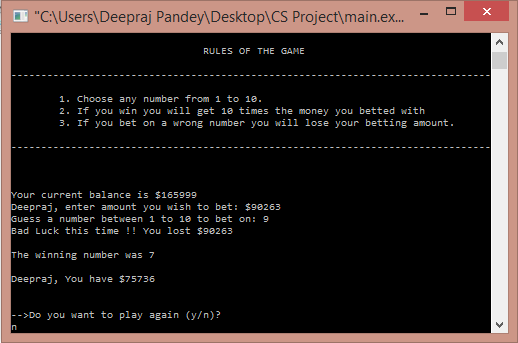 "C:\Users\Deepraj Pandey\Desktop\CS Project\main.ex...
RULES OF THE GAME
--------------------------------------------------------------------------------
1. Choose any number from 1 to 10.
2. If you win you will get 10 times the money you betted with
3. If you bet on a wrong number you will lose your betting amount.
--------------------------------------------------------------------------------
Your current balance is $165999
Deepraj, enter amount you wish to bet: $90263
Guess a number between 1 to 10 to bet on: 9
Bad Luck this time !! You lost $90263
The winning number was 7
Deepraj, You have $75736
-->Do you want to play again (y/n)?
n